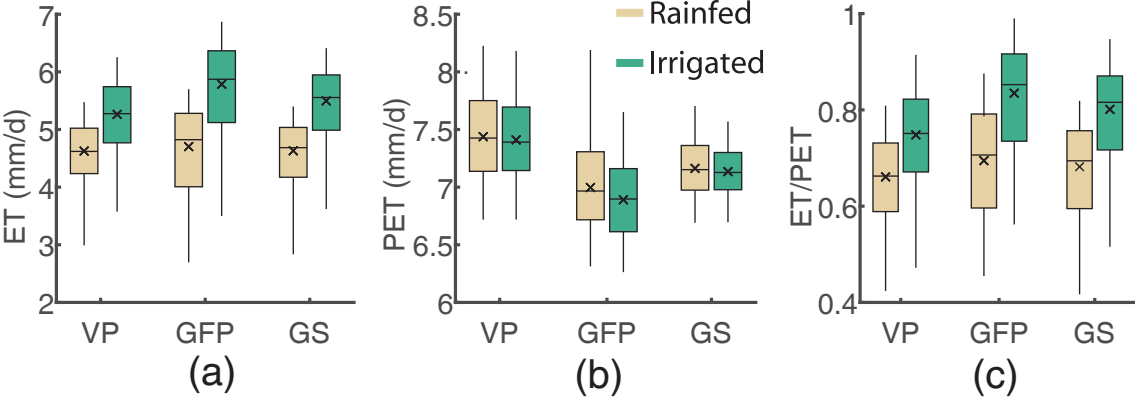 7
6
5
4
3
2
ET (mm/d)
VP GFP GS
(a)
8.5
8
7.5
7
6.5
6
PET (mm/d)
VP GFP GS
(b)
Rainfed
Irrigated
1
0.8
0.6
0.4
ET/PET
VP GFP GS
(c)